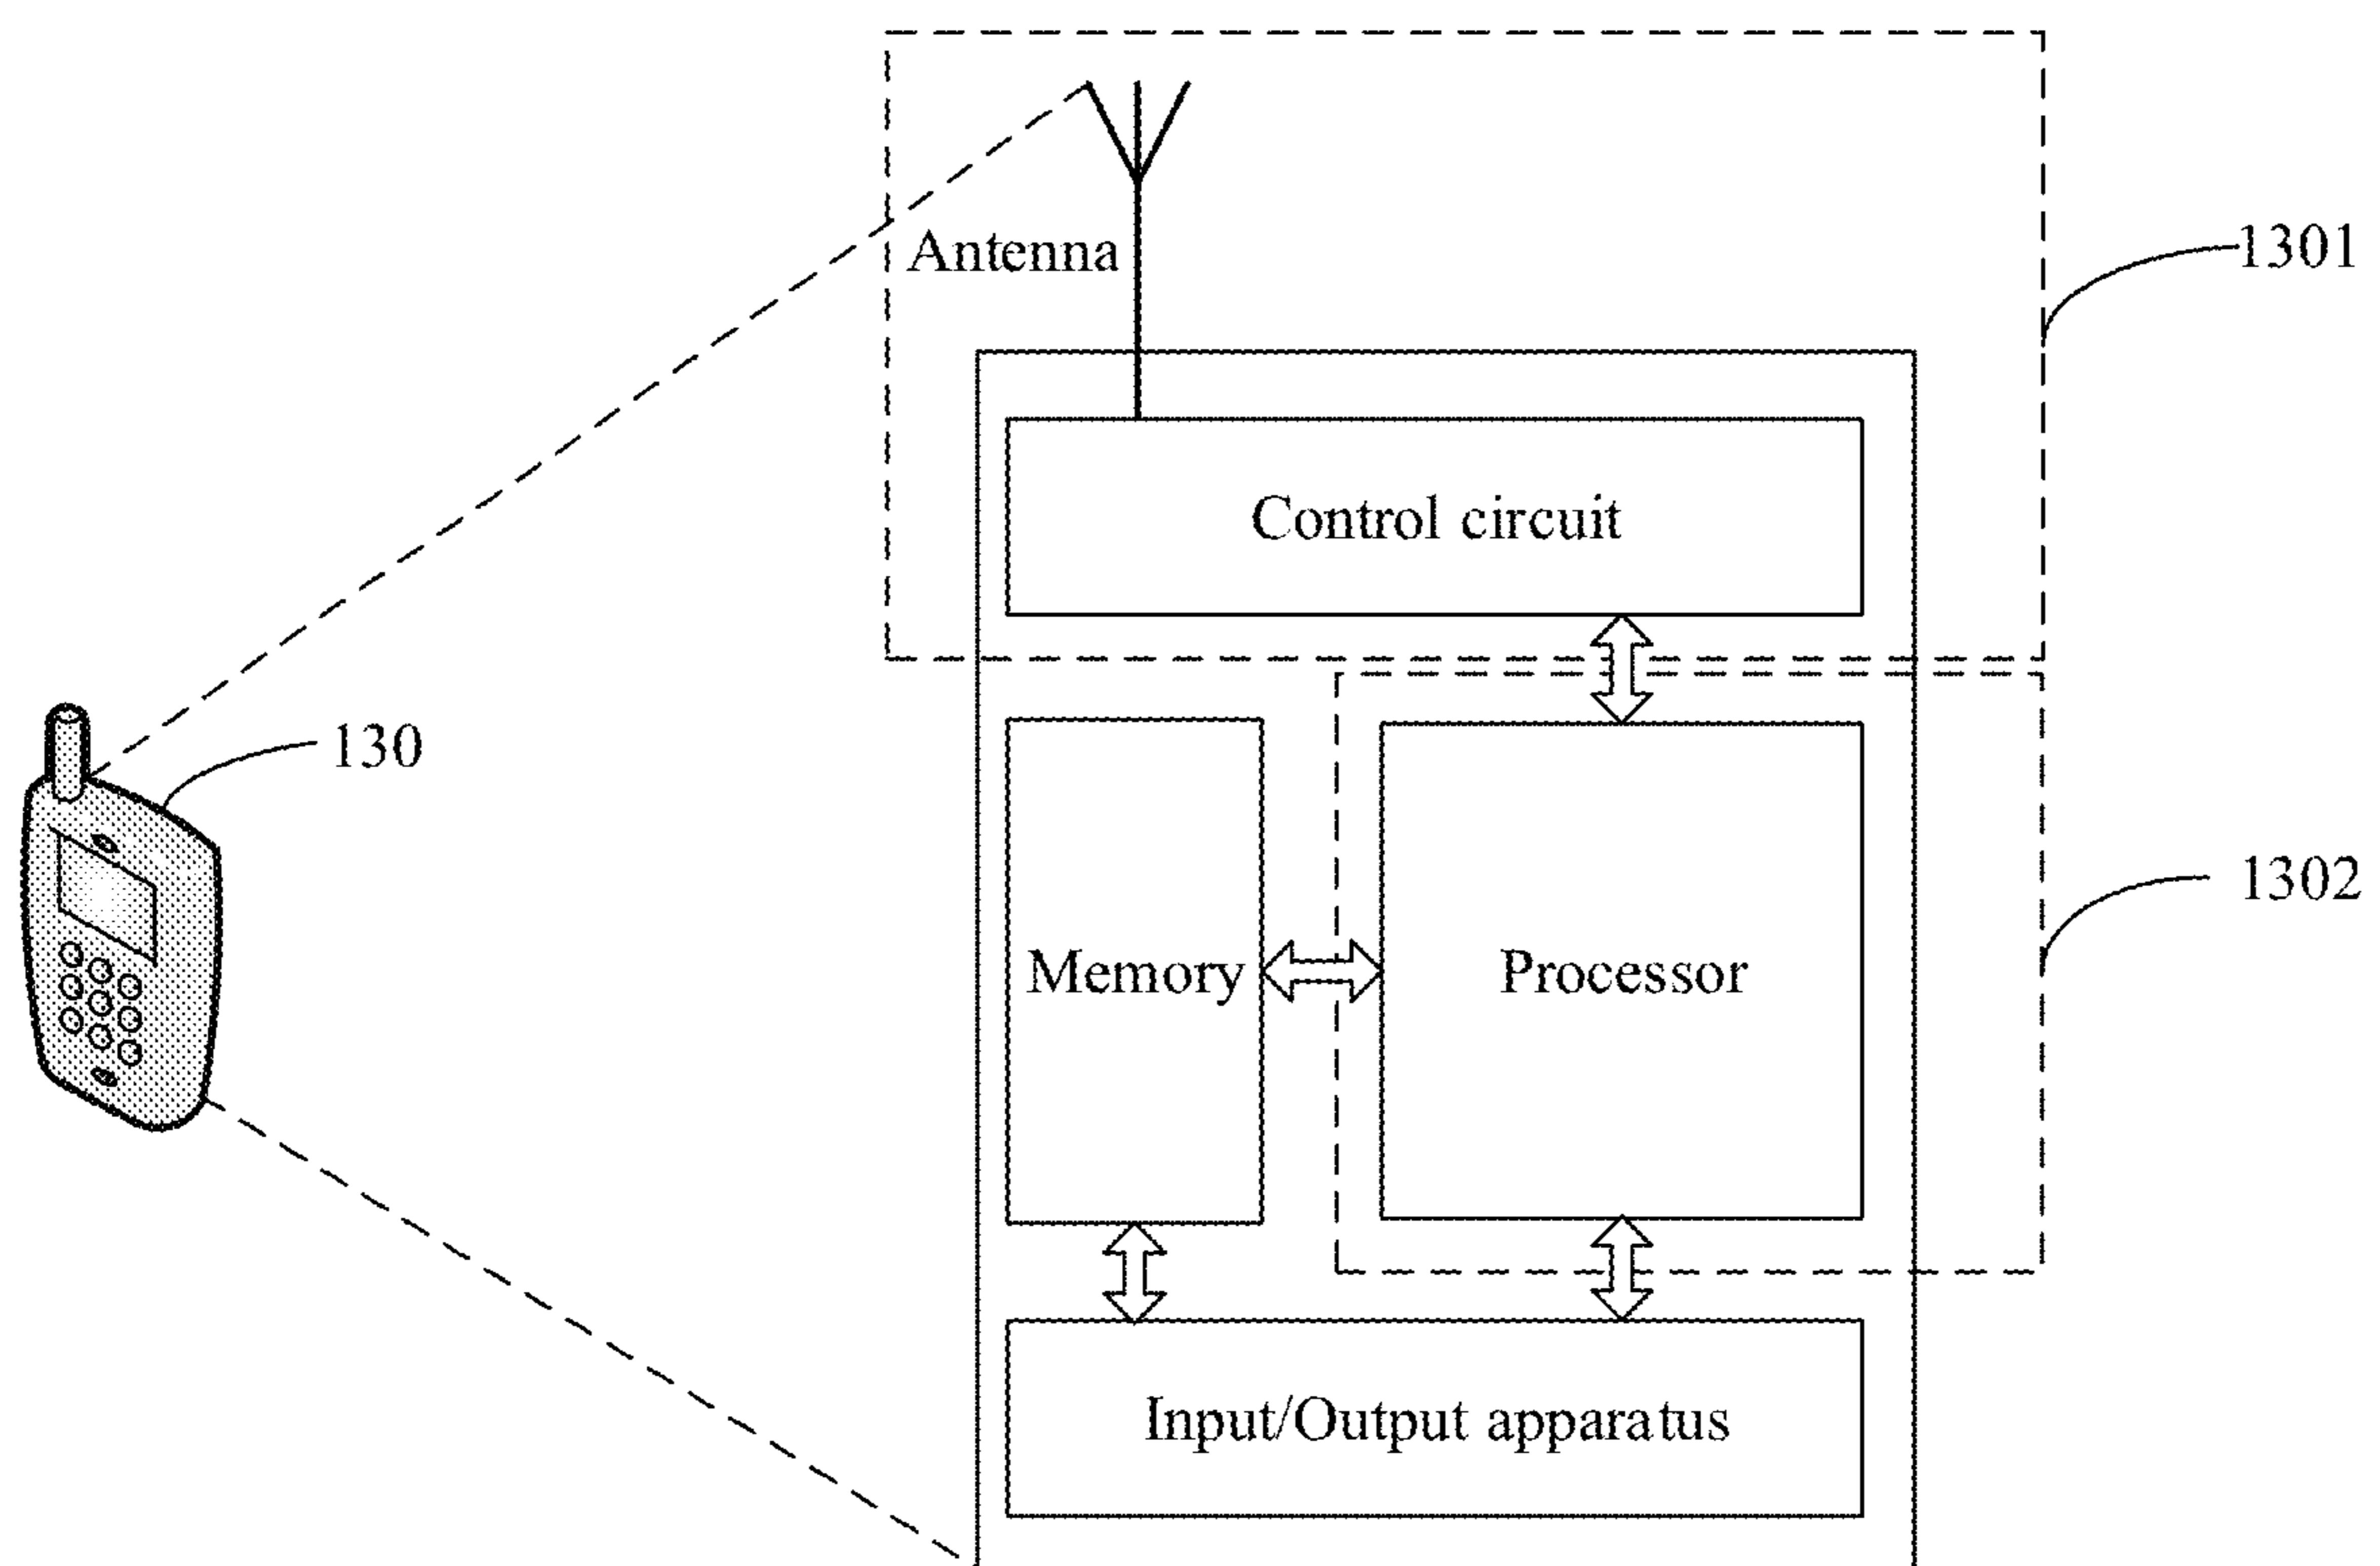 Antenna
1301
Control circuit
130
1302
Memory
Processor
Input/Output apparatus